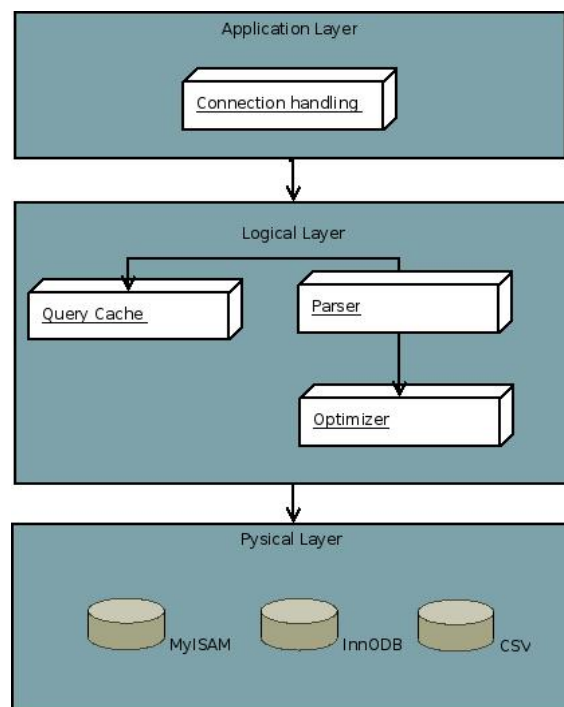 Application Layer
Connection handling
Logical Layer
Query Cache
Parser
Optimizer
Pysical Layer
MyISAM
InnODB
CSV